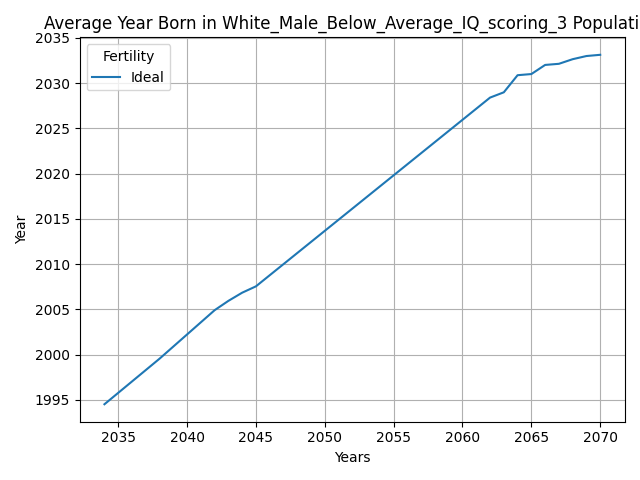 Average Year Born in White_Male_Below_Average_IQ_scoring_3 Populati
2035
2030
2025
2020
2015
2010
2005
2000
1995
Year
Fertility
Ideal
2035 2040 2045 2050 2055 2060 2065 2070
Years